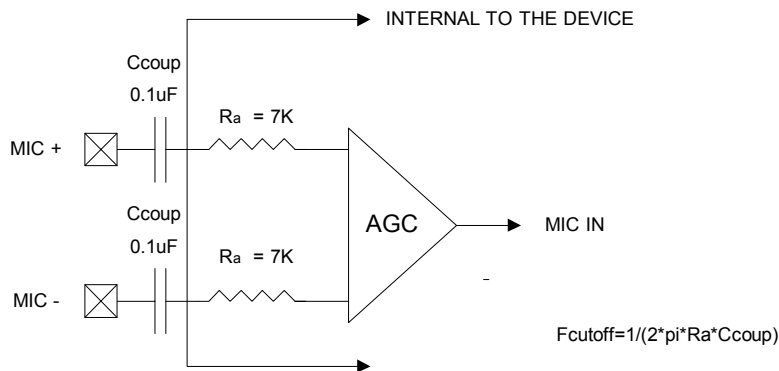 INTERNAL TO THE DEVICE
Ccoup
0.1uF
Ra = 7K
MIC +
Ccoup
0.1uF
AGC
MIC IN
Ra = 7K
MIC -
Fcutoff=1/(2*pi*Ra*Ccoup)